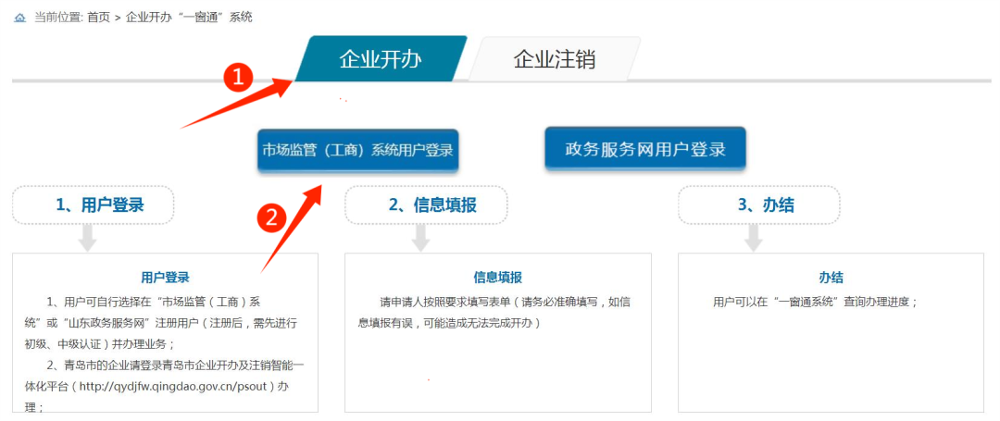 当前位置: 首页 > 企业开办“一窗通”系统
企业开办
企业注销
1
市场监管（工商）系统用户登录
政务服务网用户登录
2
1、用户登录
2、信息填报
3、办结
用户登录
1、用户可自行选择在“市场监管（工商）系
统”或“山东政务服务网”注册用户（注册后，需先进行
初级、中级认证）并办理业务；
2、青岛市的企业请登录青岛市企业开办及注销智能一
体化平台（http://qydjfw.qingdao.gov.cn/psout）办
理；
信息填报
请申请人按照要求填写表单（请务必准确填写，如信
息填报有误，可能造成无法完成开办）
办结
用户可以在“一窗通系统”查询办理进度；